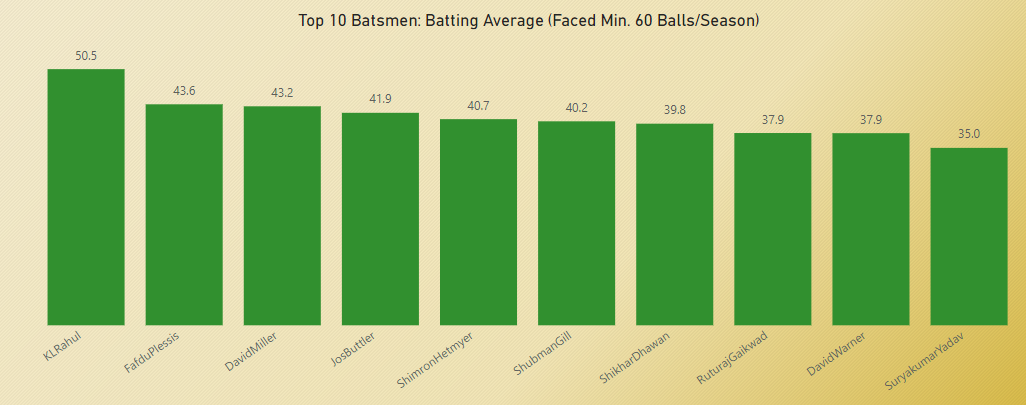 Top 10 Batsmen: Batting Average (Faced Min. 60 Balls/Season)
50.5
43.6
43.2
41.9
40.7
40.2
39.8
37.9
37.9
35.0
KLRahul
FafduPlessis
DavidMiller
JosButtler
ShimronHetmyer
ShubmanGill
ShikharDhawan
RuturajGaikwad
DavidWarner
SuryakumarYadav